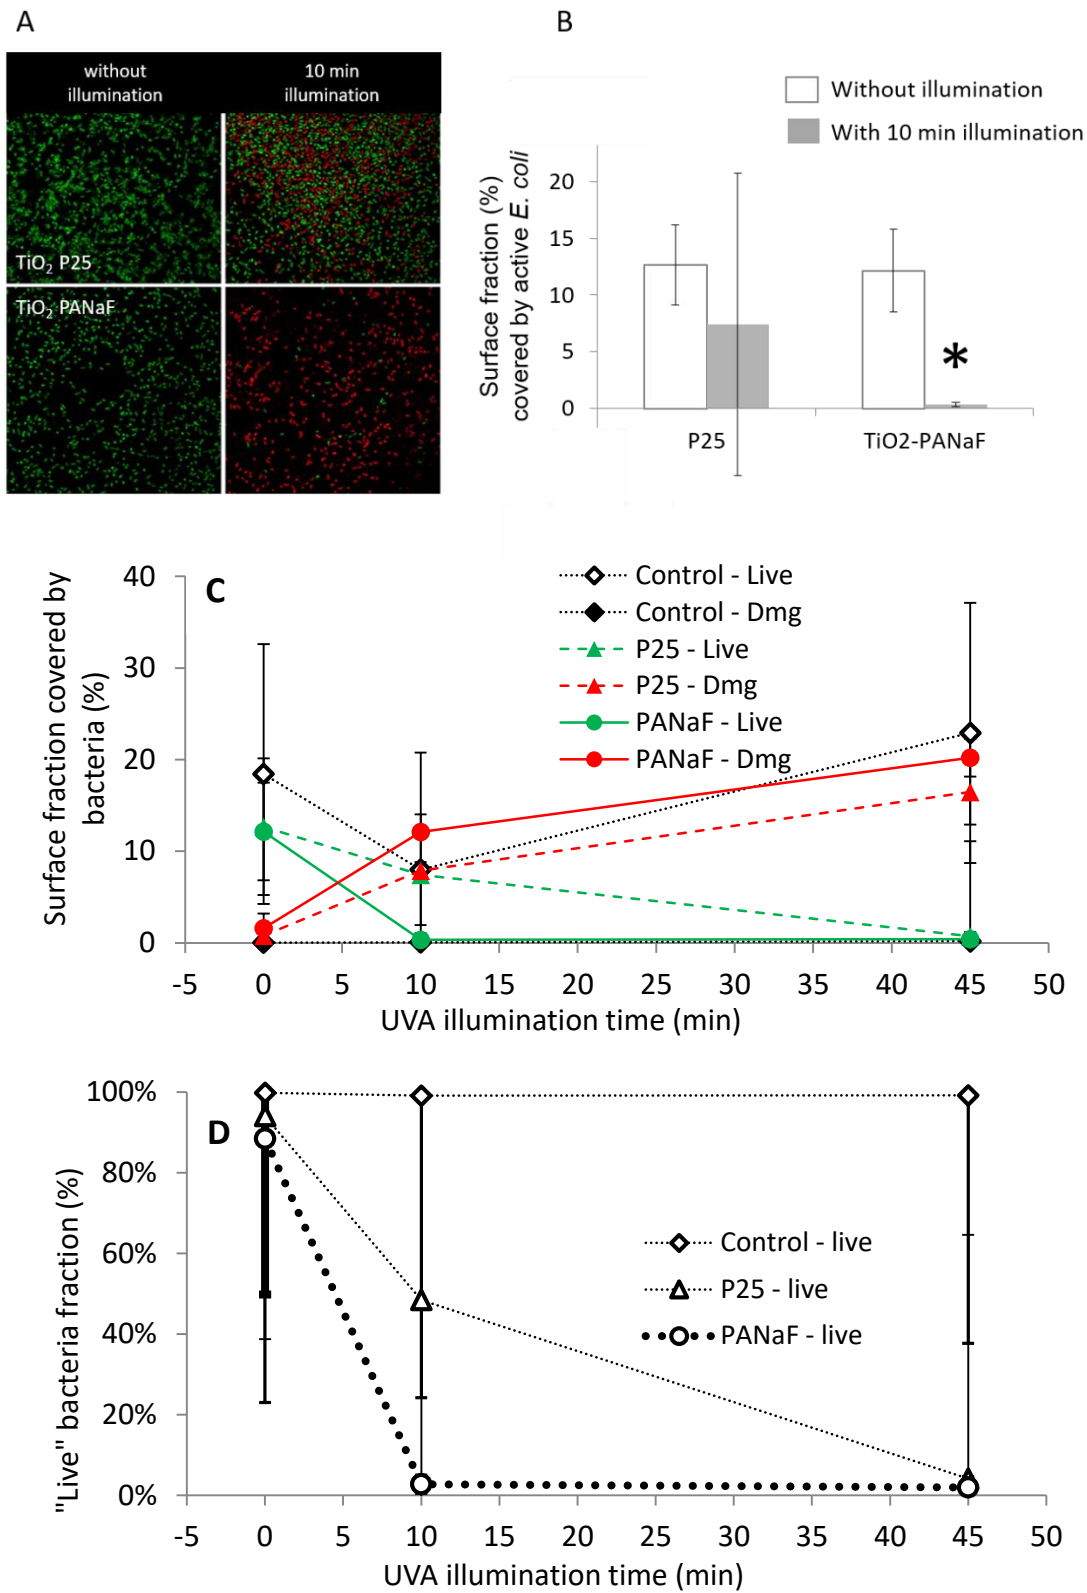 A
B
without
illumination
10 min
illumination
TiO2 P25
TiO2 PANaF
Without illumination
With 10 min illumination
Surface fraction (%)
covered by active E. coli
20
15
10
5
0
*
P25
TiO2-PANaF
C
Surface fraction covered by
bacteria (%)
40
30
20
10
0
Control - Live
Control - Dmg
P25 - Live
P25 - Dmg
PANaF - Live
PANaF - Dmg
-5 0 5 10 15 20 25 30 35 40 45 50
UVA illumination time (min)
D
"Live" bacteria fraction (%)
100%
80%
60%
40%
20%
0%
Control - live
P25 - live
PANaF - live
-5 0 5 10 15 20 25 30 35 40 45 50
UVA illumination time (min)